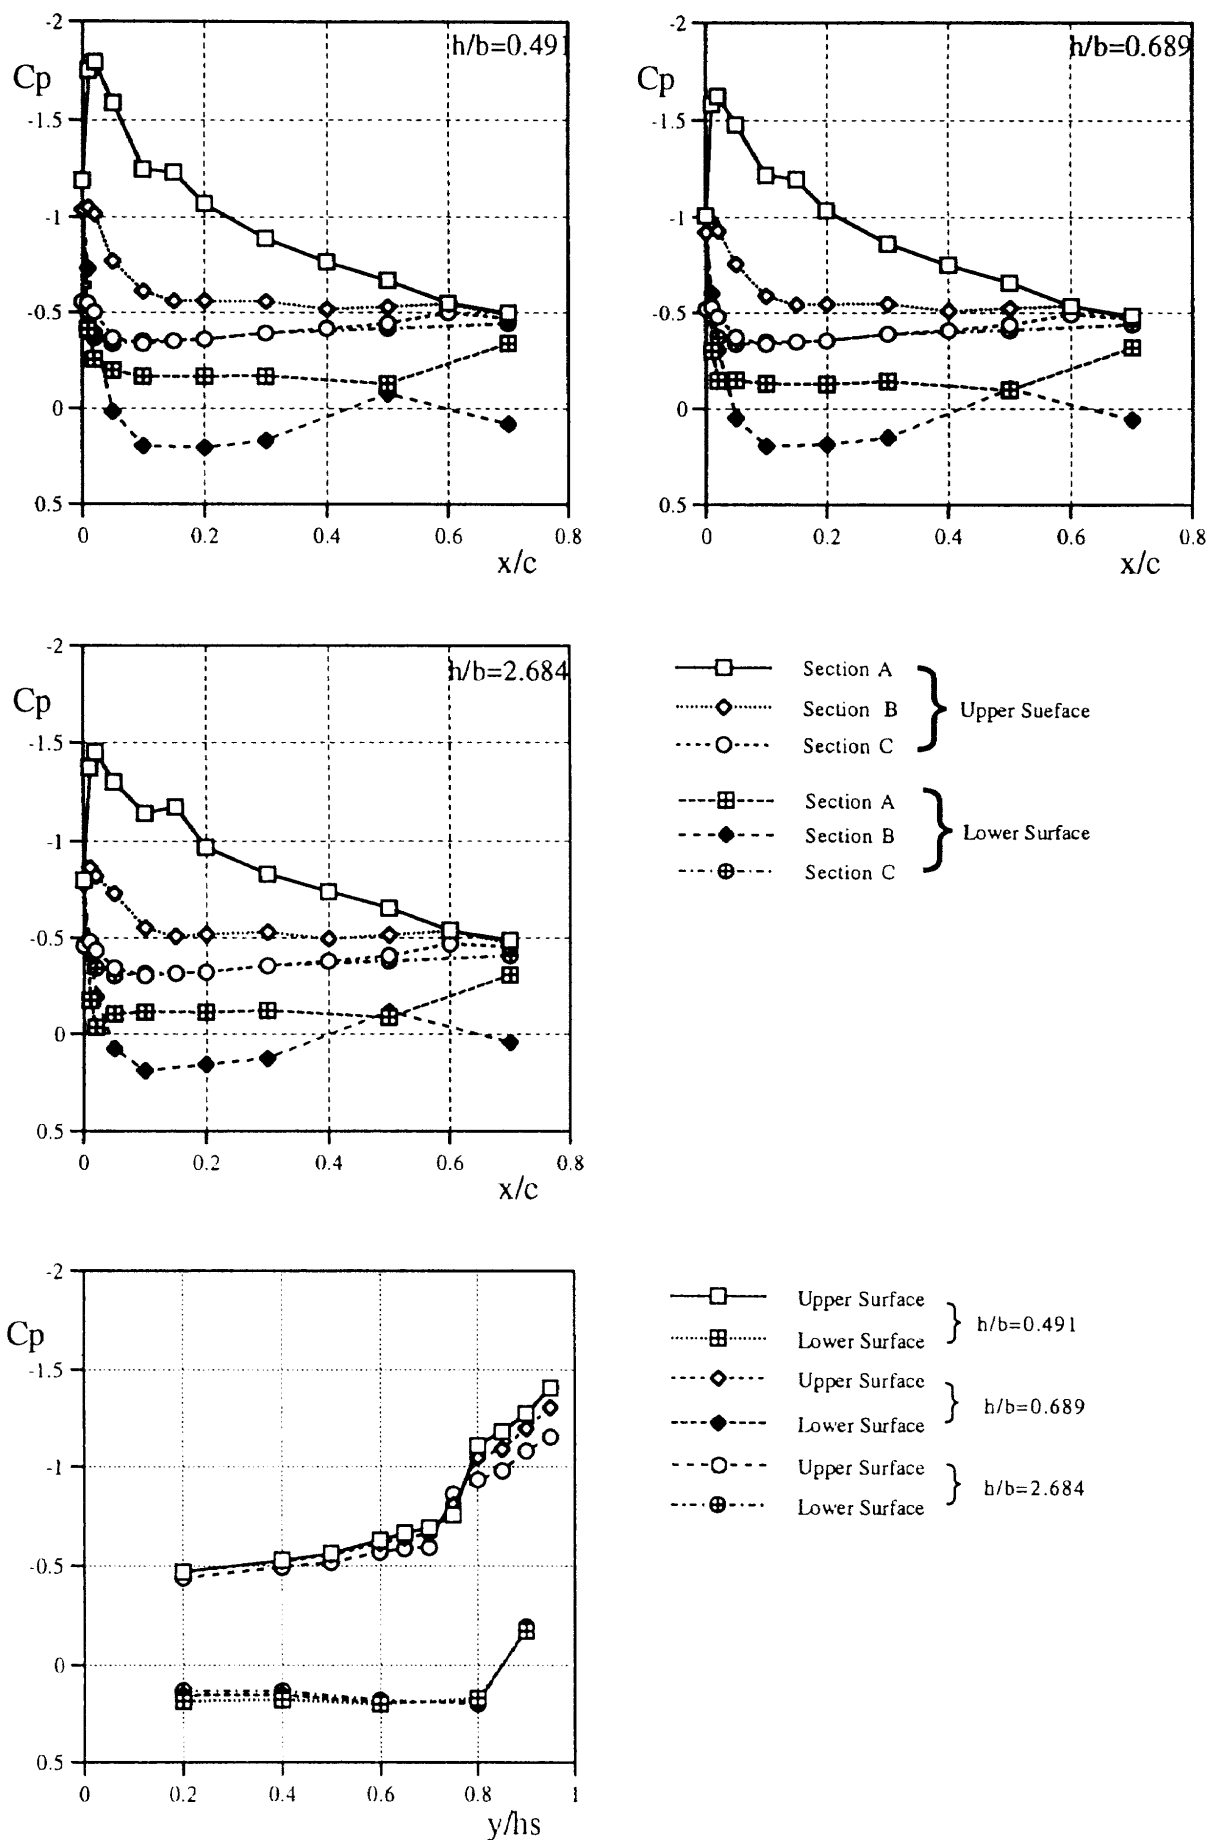 -2
h/b=0.491
Cp
-1.5
-1
-0.5
0
0.5
0 0.2 0.4 0.6 0.8
x/c
-2
h/b=0.689
Cp
-1.5
-1
-0.5
0
0.5
0 0.2 0.4 0.6 0.8
x/c
-2
h/b=2.684
Cp
-1.5
-1
-0.5
0
0.5
0 0.2 0.4 0.6 0.8
x/c
Section A
Section B
Section C
Upper Sueface
Section A
Section B
Section C
Lower Surface
-2
Cp
-1.5
-1
-0.5
0
0.5
0 0.2 0.4 0.6 0.8 1
y/hs
Upper Surface
Lower Surface
h/b=0.491
Upper Surface
Lower Surface
h/b=0.689
Upper Surface
Lower Surface
h/b=2.684